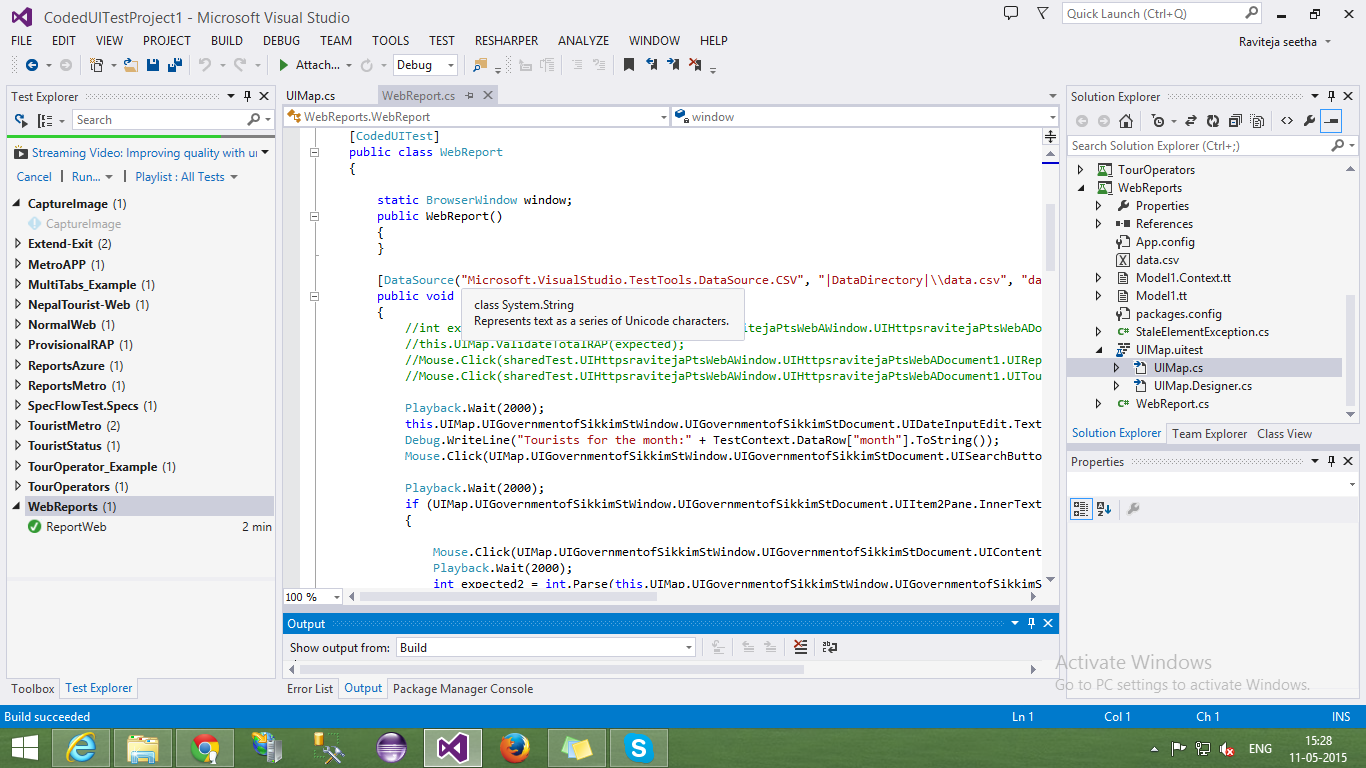 CodedUITestProject1 - Microsoft Visual Studio
Quick Launch (Ctrl+Q)
FILE EDIT VIEW PROJECT BUILD DEBUG TEAM TOOLS TEST RESHARPER ANALYZE WINDOW HELP
Raviteja seetha
Attach... Debug
Test Explorer
Search
Streaming Video: Improving quality with u
Cancel | Run... | Playlist : All Tests
CaptureImage (1)
CaptureImage
Extend-Exit (2)
MetroAPP (1)
MultiTabs_Example (1)
NepalTourist-Web (1)
NormalWeb (1)
ProvisionalRAP (1)
ReportsAzure (1)
ReportsMetro (1)
SpecFlowTest.Specs (1)
TouristMetro (2)
TouristStatus (1)
TourOperator_Example (1)
TourOperators (1)
WebReports (1)
ReportWeb 2 min
Toolbox Test Explorer
UIMap.cs WebReport.cs
WebReports.WebReport window
[CodedUITest]
public class WebReport
{
static BrowserWindow window;
public WebReport()
{
}
[DataSource("Microsoft.VisualStudio.TestTools.DataSource.CSV", "|DataDirectory|\\data.csv", "da
public void
class System.String
Represents text as a series of Unicode characters.
{
//int ex vitejaPtsWebAWindow.UIHttpsravitejaPtsWebADo
//this.UIMap.ValidateTotalRAP(expected);
//Mouse.Click(sharedTest.UIHttpsravitejaPtsWebAWindow.UIHttpsravitejaPtsWebADocument1.UIRep
//Mouse.Click(sharedTest.UIHttpsravitejaPtsWebAWindow.UIHttpsravitejaPtsWebADocument1.UITou
Playback.Wait(2000);
this.UIMap.UIGovernmentofSikkimStWindow.UIGovernmentofSikkimStDocument.UIDateInputEdit.Text
Debug.WriteLine("Tourists for the month:" + TestContext.DataRow["month"].ToString());
Mouse.Click(UIMap.UIGovernmentofSikkimStWindow.UIGovernmentofSikkimStDocument.UISearchButto
Playback.Wait(2000);
if (UIMap.UIGovernmentofSikkimStWindow.UIGovernmentofSikkimStDocument.UIItem2Pane.InnerText
{
Mouse.Click(UIMap.UIGovernmentofSikkimStWindow.UIGovernmentofSikkimStDocument.UIContent
Playback.Wait(2000);
int expected2 = int.Parse(this.UIMap.UIGovernmentofSikkimStWindow.UIGovernmentofSikkimS
100 %
Output
Show output from: Build
Error List Output Package Manager Console
Solution Explorer
Search Solution Explorer (Ctrl+;)
TourOperators
WebReports
Properties
References
App.config
data.csv
Model1.Context.tt
Model1.tt
packages.config
StaleElementException.cs
UIMap.uitest
UIMap.cs
UIMap.Designer.cs
WebReport.cs
Solution Explorer Team Explorer Class View
Properties
Activate Windows
Go to PC settings to activate Windows.
Build succeeded Ln 1 Col 1 Ch 1 INS
ENG
15:28
11-05-2015